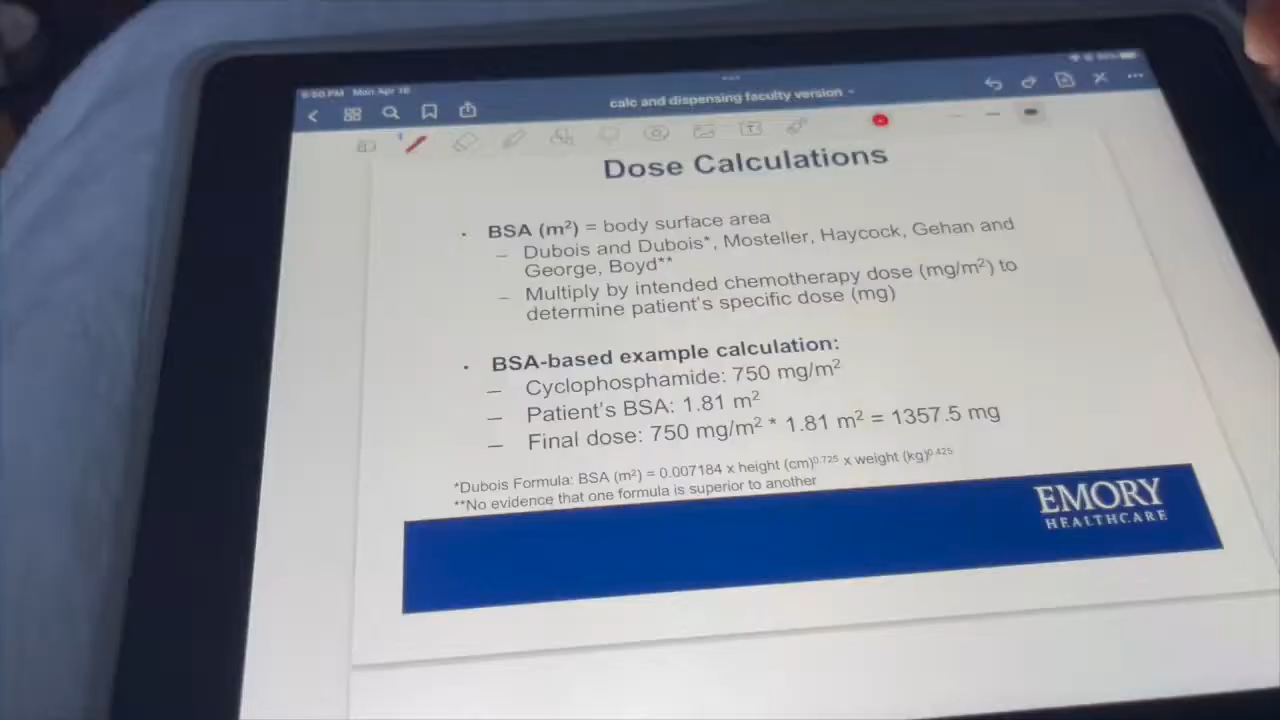 Mon Apr
calc and dispensing faculty version
Dose Calculations
· BSA (m²) = body surface area
– Dubois and Dubois*, Mosteller, Haycock, Gehan and
George, Boyd**
– Multiply by intended chemotherapy dose (mg/m²) to
determine patient's specific dose (mg)
· BSA-based example calculation:
– Cyclophosphamide: 750 mg/m²
– Patient's BSA: 1.81 m²
– Final dose: 750 mg/m² * 1.81 m² = 1357.5 mg
*Dubois Formula: BSA (m²) = 0.007184 x height (cm)^0.725 x weight (kg)^0.425
**No evidence that one formula is superior to another
EMORY
HEALTHCARE